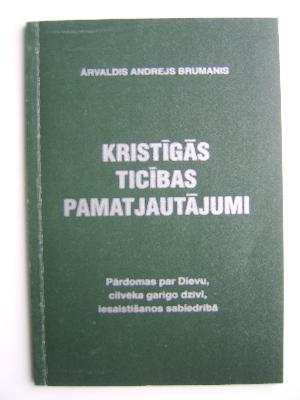 ĀRVALDIS ANDREJS BRUMANIS
KRISTĪGĀS
TICĪBAS
PAMATJAUTĀJUMI
Pārdomas par Dievu,
cilvēka garīgo dzīvi,
iesaistīšanos sabiedrībā